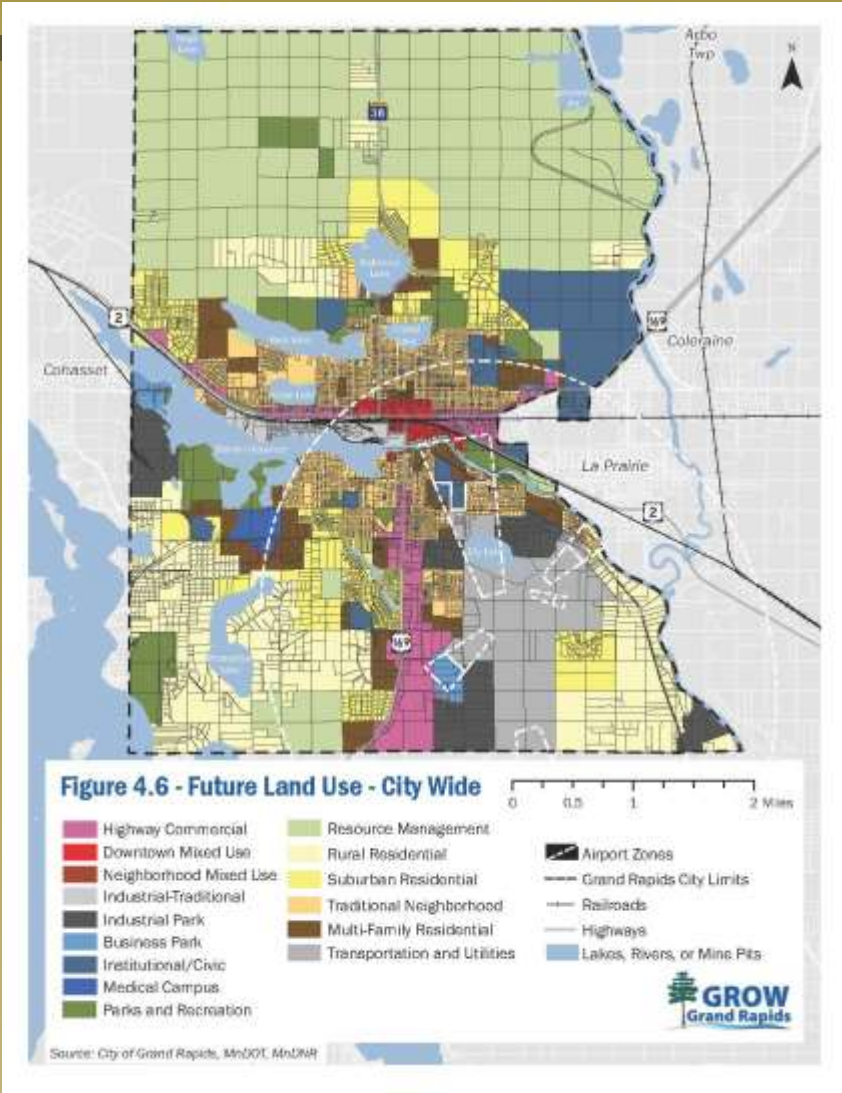 Arbo
Twp
N
38
2
169
Coleraine
Cohasset
La Prairie
2
169
Figure 4.6 - Future Land Use - City Wide
0 0.5 1 2 Miles
Highway Commercial
Downtown Mixed Use
Neighborhood Mixed Use
Industrial-Traditional
Industrial Park
Business Park
Institutional/Civic
Medical Campus
Parks and Recreation
Resource Management
Rural Residential
Suburban Residential
Traditional Neighborhood
Multi-Family Residential
Transportation and Utilities
Airport Zones
Grand Rapids City Limits
Railroads
Highways
Lakes, Rivers, or Mine Pits
GROW
Grand Rapids
Source: City of Grand Rapids, MnDOT, MnDNR